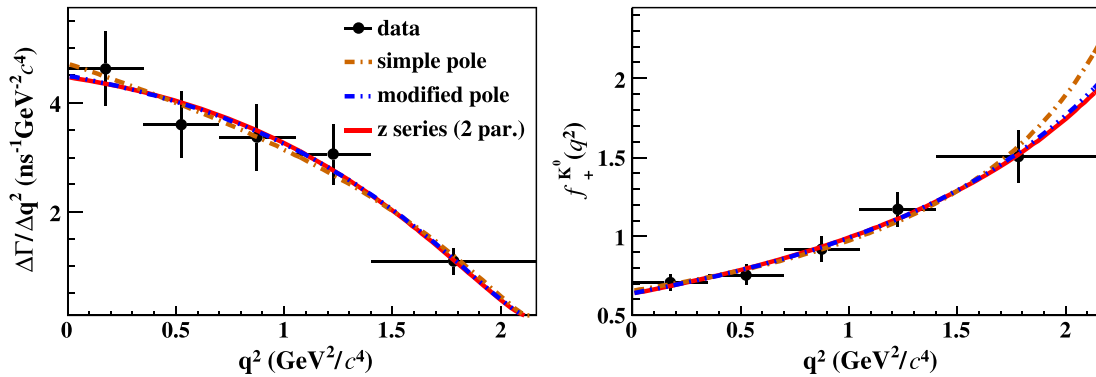 ΔΓ/Δq² (ns⁻¹GeV⁻²c⁴)
4
2
0 0.5 1 1.5 2
q² (GeV²/c⁴)
data
simple pole
modified pole
z series (2 par.)
f₊ᴷ⁰(q²)
2
1.5
1
0.5
0 0.5 1 1.5 2
q² (GeV²/c⁴)